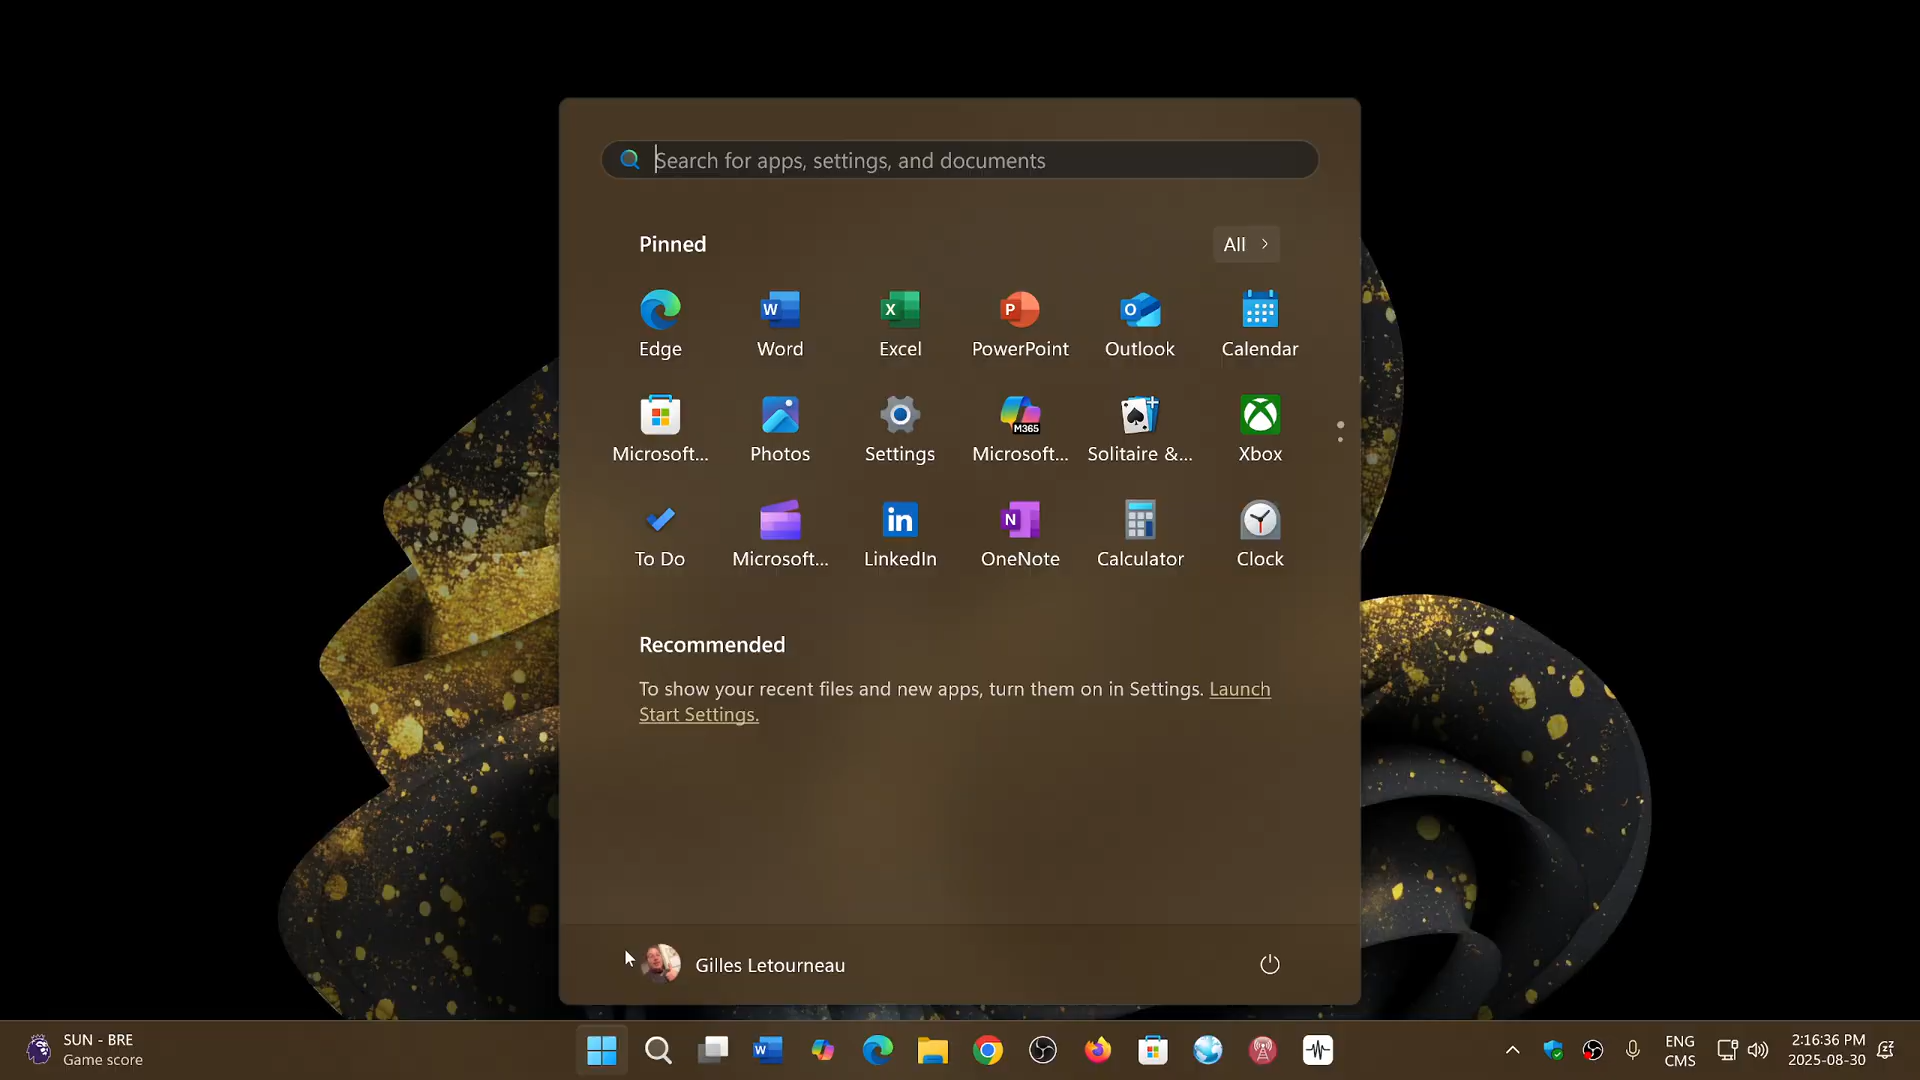 Search for apps, settings, and documents
Pinned
All
Edge
Word
Excel
PowerPoint
Outlook
Calendar
Microsoft...
Photos
Settings
M365
Microsoft...
Solitaire &...
Xbox
To Do
Microsoft...
LinkedIn
OneNote
Calculator
Clock
Recommended
To show your recent files and new apps, turn them on in Settings. Launch
Start Settings.
Gilles Letourneau
SUN - BRE
Game score
ENG
CMS
2:16:36 PM
2025-08-30